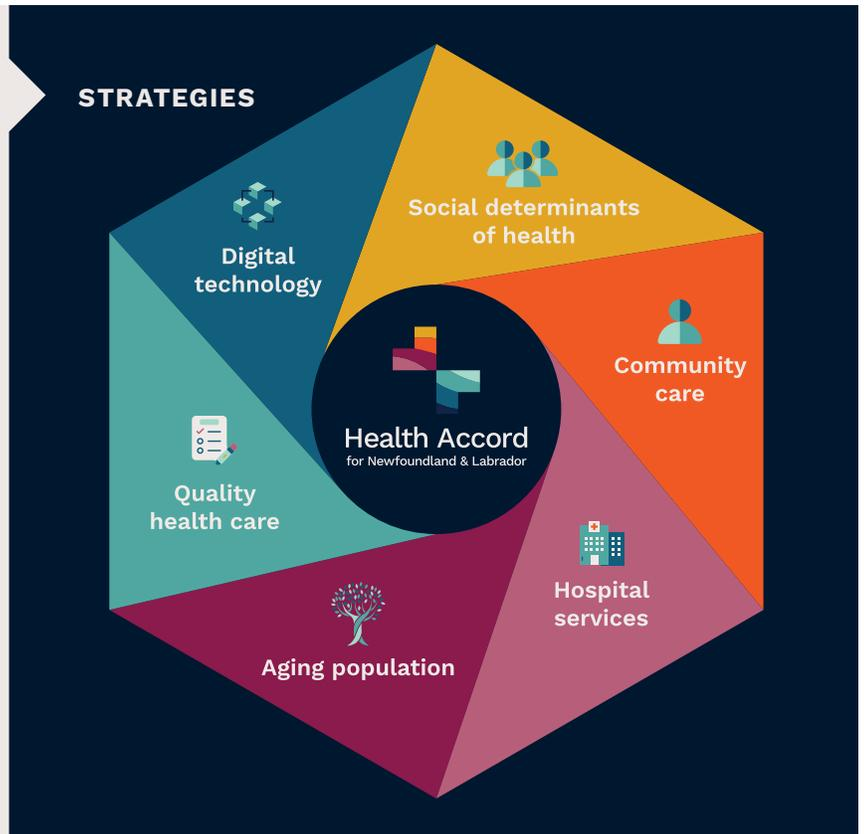 STRATEGIES
Social determinants
of health
Digital
technology
Community
care
Health Accord
for Newfoundland & Labrador
Quality
health care
Hospital
services
Aging population